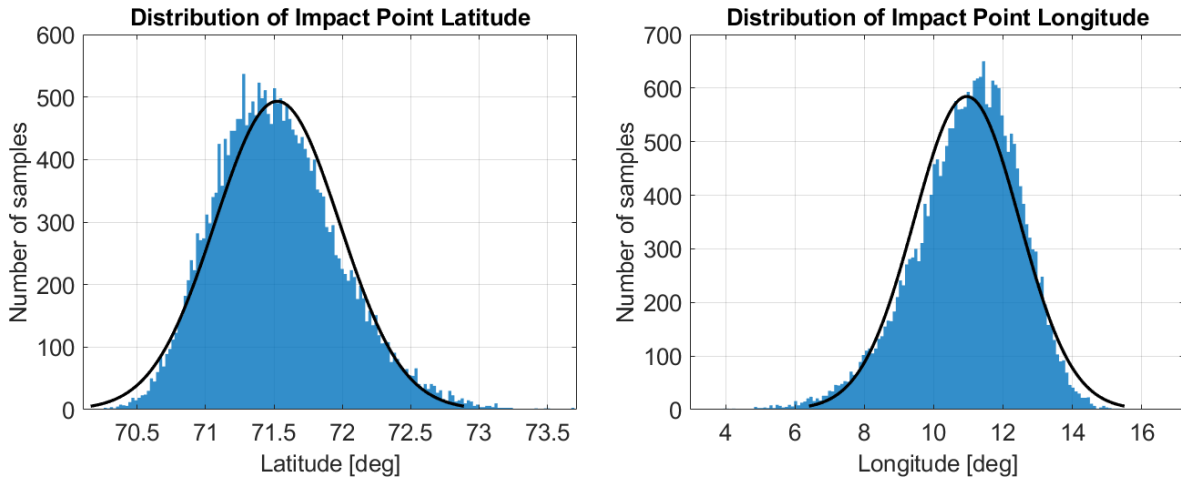 Distribution of Impact Point Latitude
600
500
400
300
200
100
0
Number of samples
70.5 71 71.5 72 72.5 73 73.5
Latitude [deg]
Distribution of Impact Point Longitude
700
600
500
400
300
200
100
0
Number of samples
4 6 8 10 12 14 16
Longitude [deg]